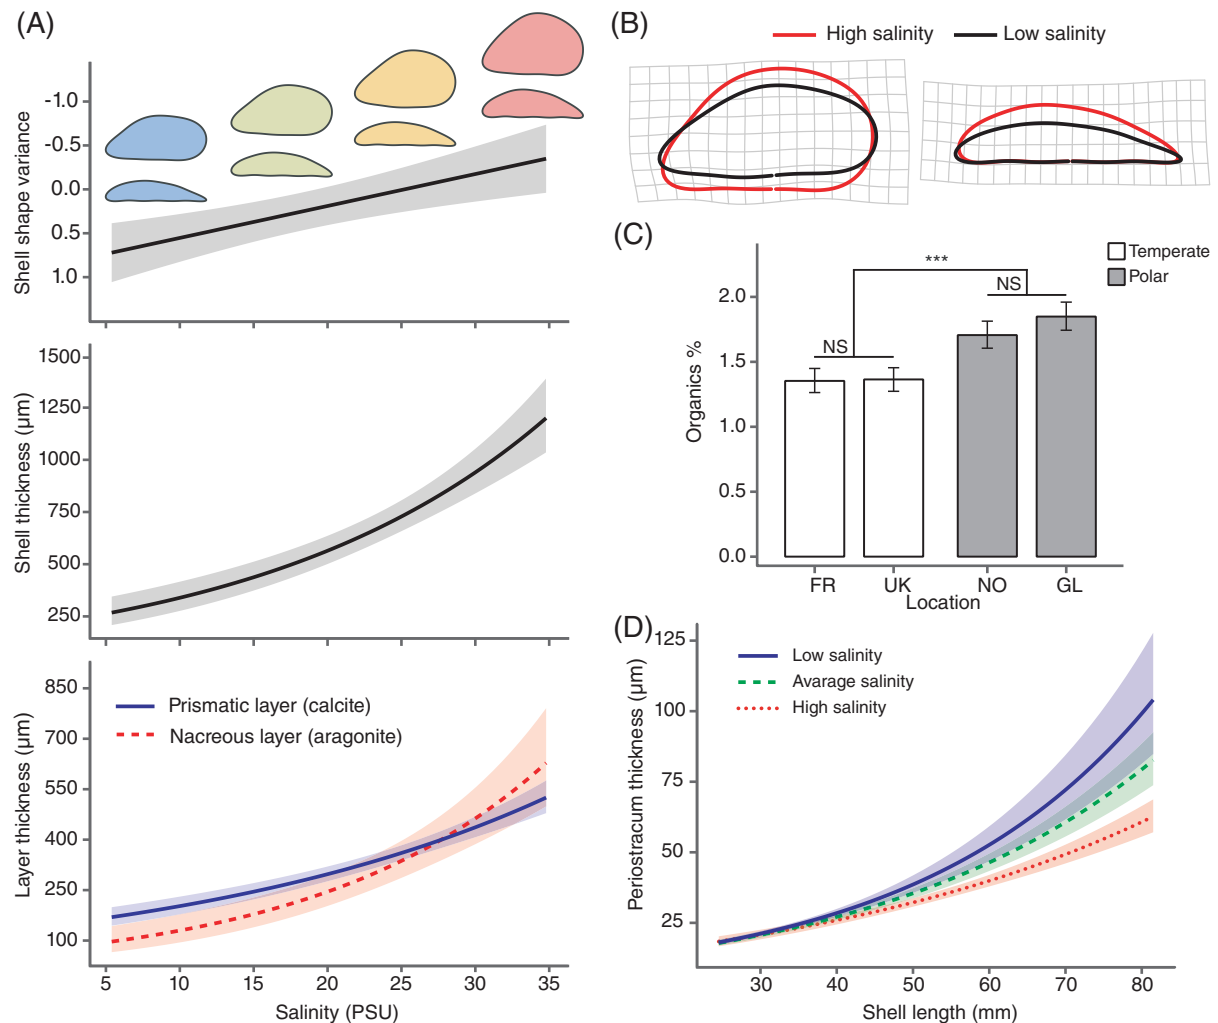 (A)
Shell shape variance
-1.0
-0.5
0.0
0.5
1.0
Shell thickness (µm)
1500
1250
1000
750
500
250
Layer thickness (µm)
850
700
550
400
250
100
Prismatic layer (calcite)
Nacreous layer (aragonite)
5 10 15 20 25 30 35
Salinity (PSU)
(B)
High salinity Low salinity
(C)
Temperate
Polar
Organics %
2.0
1.5
1.0
0.5
0.0
***
NS
NS
FR UK NO GL
Location
(D)
Periostracum thickness (µm)
125
100
75
50
25
Low salinity
Avarage salinity
High salinity
30 40 50 60 70 80
Shell length (mm)